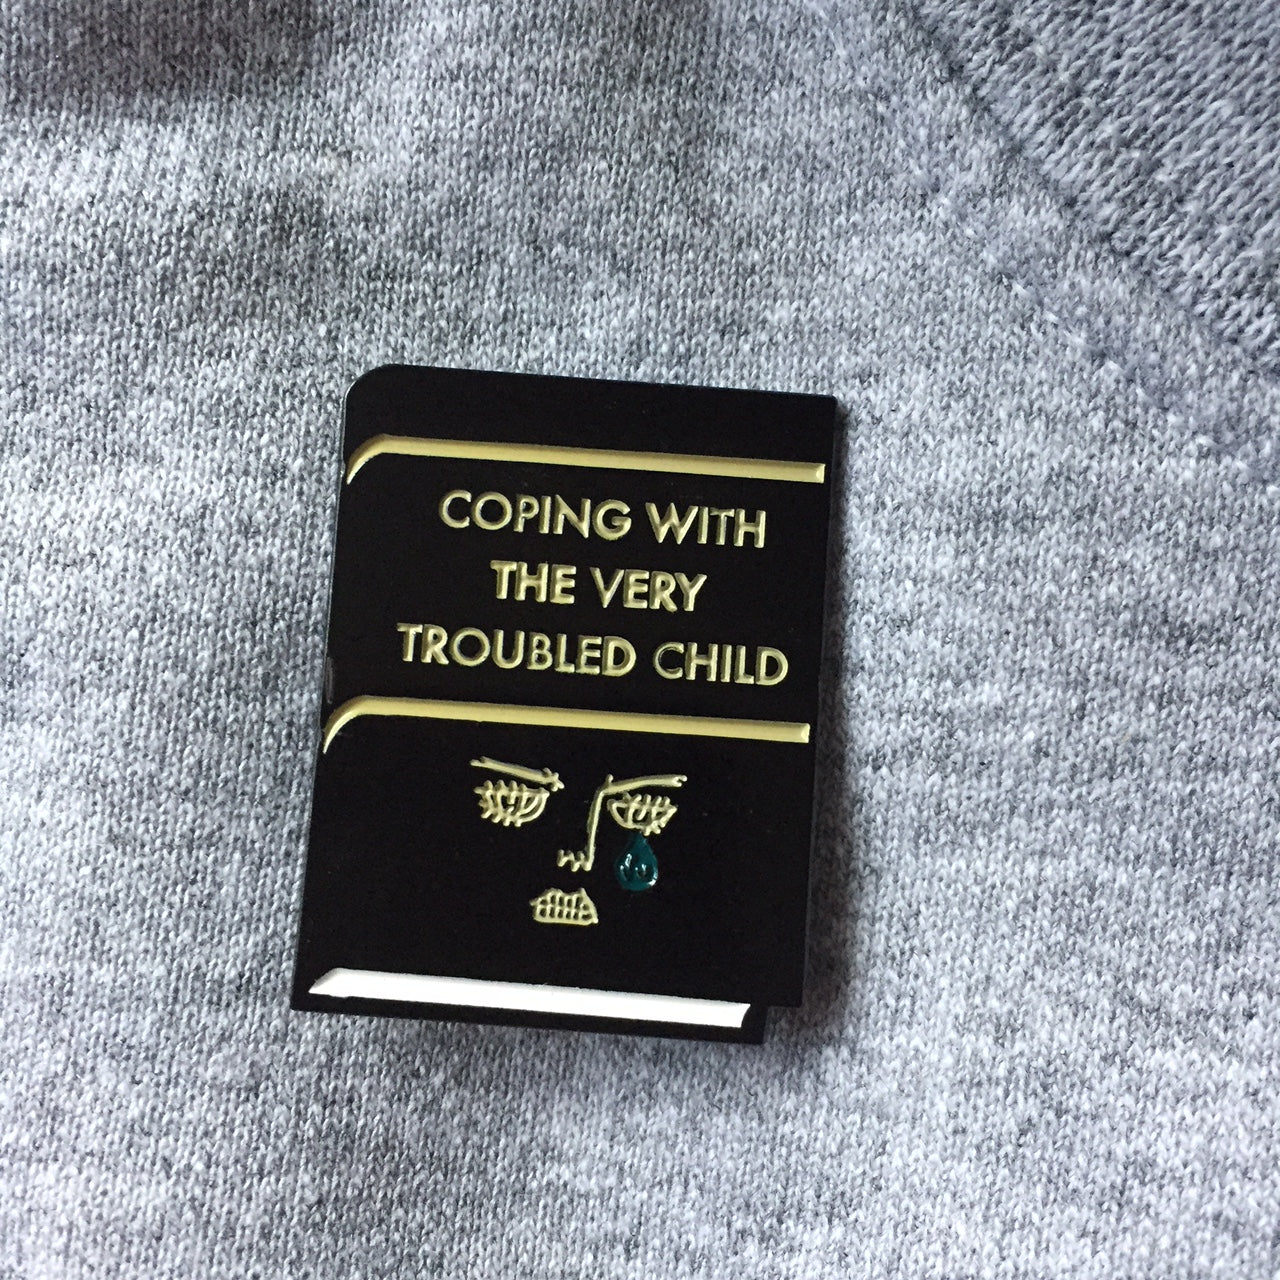 COPING WITH
THE VERY
TROUBLED CHILD